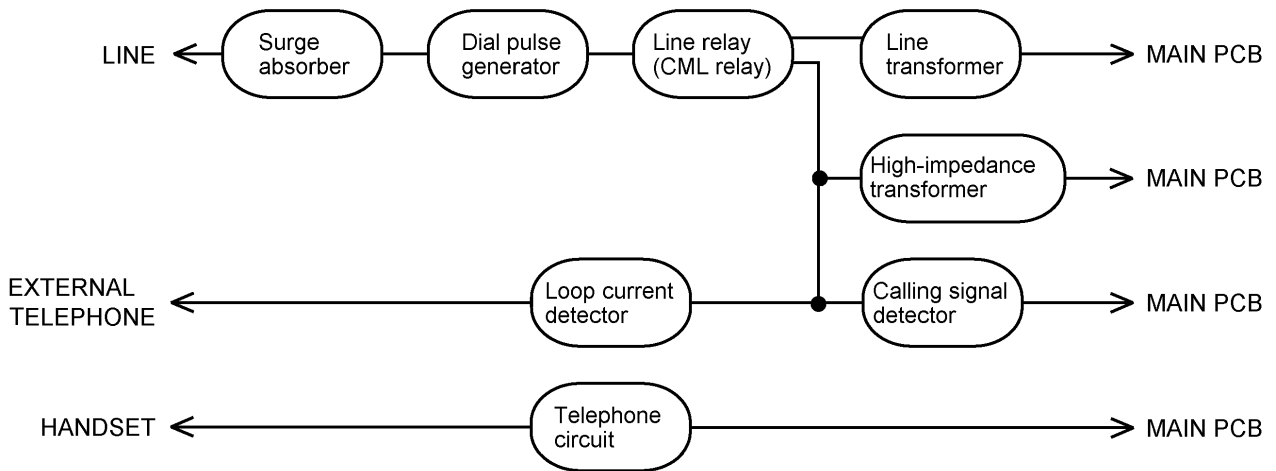 LINE
Surge
absorber
Dial pulse
generator
Line relay
(CML relay)
Line
transformer
MAIN PCB
High-impedance
transformer
MAIN PCB
EXTERNAL
TELEPHONE
Loop current
detector
Calling signal
detector
MAIN PCB
HANDSET
Telephone
circuit
MAIN PCB